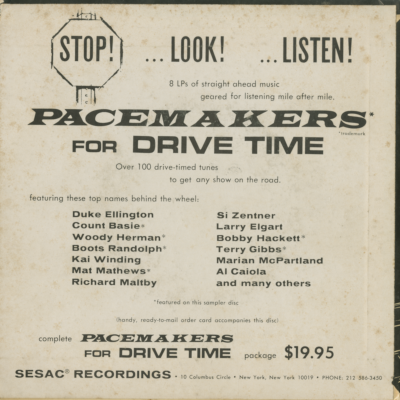 STOP! ...LOOK! ...LISTEN!
8 LPs of straight ahead music
geared for listening mile after mile.
PACEMAKERS*
*trademark
FOR DRIVE TIME
Over 100 drive-timed tunes
to get any show on the road.
featuring these top names behind the wheel:
Duke Ellington
Count Basie*
Woody Herman*
Boots Randolph*
Kai Winding
Mat Mathews*
Richard Maltby
Si Zentner
Larry Elgart
Bobby Hackett*
Terry Gibbs*
Marian McPartland
Al Caiola
and many others
*featured on this sampler disc
(handy, ready-to-mail order card accompanies this disc)
complete PACEMAKERS
FOR DRIVE TIME package $19.95
SESAC® RECORDINGS • 10 Columbus Circle • New York, New York 10019 • PHONE: 212 586-3450